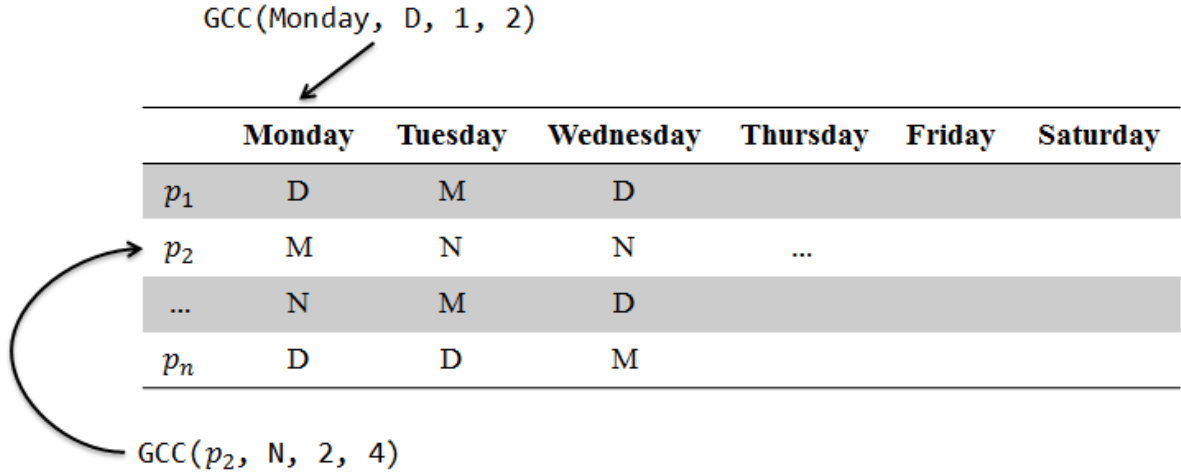 GCC(Monday, D, 1, 2)
Monday Tuesday Wednesday Thursday Friday Saturday
p₁ D M D
p₂ M N N ...
... N M D
pₙ D D M
GCC(p₂, N, 2, 4)